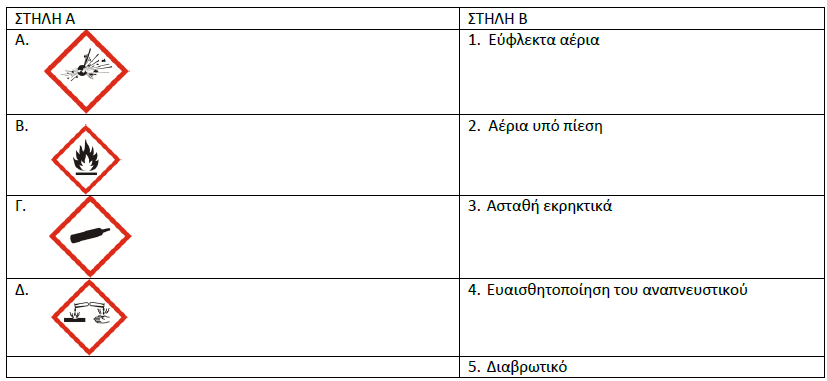 ΣΤΗΛΗ Α
ΣΤΗΛΗ Β
Α.
1. Εύφλεκτα αέρια
Β.
2. Αέρια υπό πίεση
Γ.
3. Ασταθή εκρηκτικά
Δ.
4. Ευαισθητοποίηση του αναπνευστικού
5. Διαβρωτικό